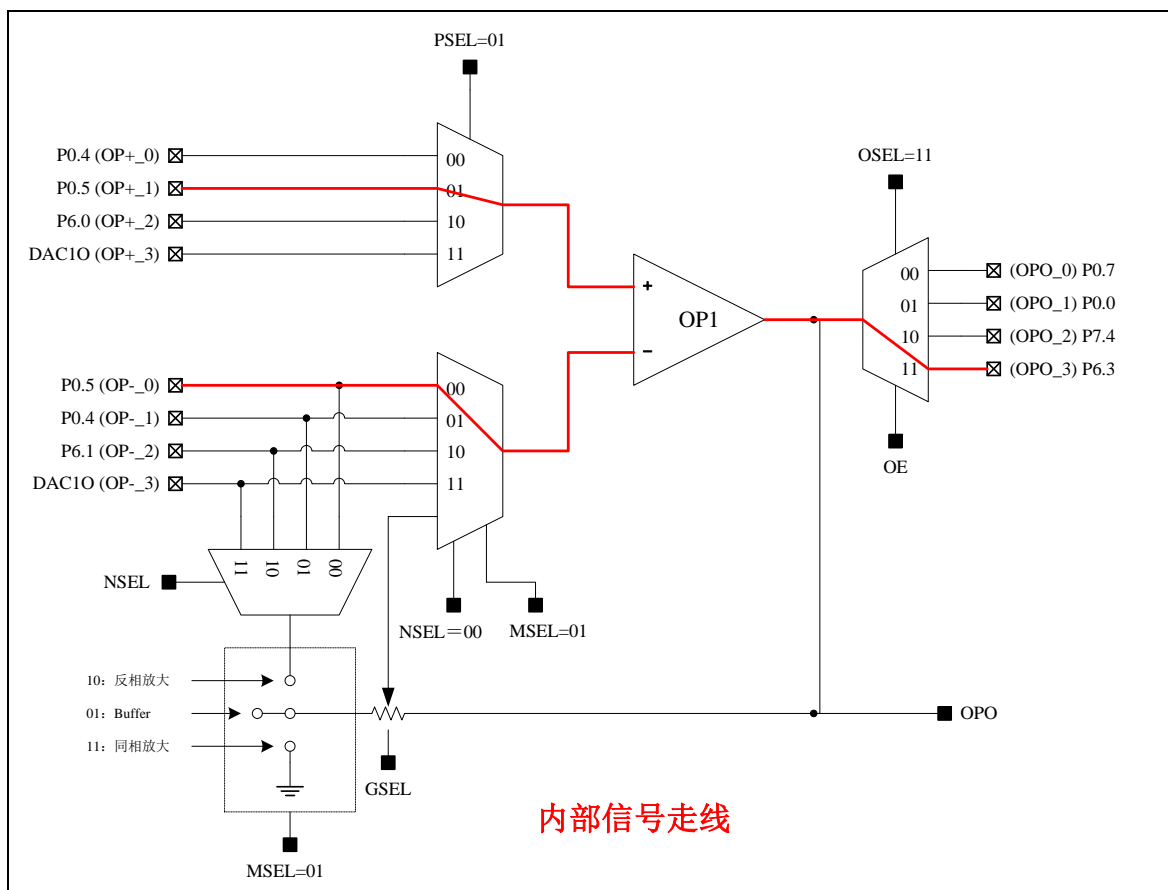 PSEL=01
P0.4 (OP+_0)
P0.5 (OP+_1)
P6.0 (OP+_2)
DAC1O (OP+_3)
00
01
10
11
OSEL=11
00
01
10
11
(OPO_0) P0.7
(OPO_1) P0.0
(OPO_2) P7.4
(OPO_3) P6.3
OE
+
OP1
−
P0.5 (OP-_0)
P0.4 (OP-_1)
P6.1 (OP-_2)
DAC1O (OP-_3)
00
01
10
11
11
10
01
00
NSEL
NSEL＝00
MSEL=01
10：反相放大
01：Buffer
11：同相放大
GSEL
OPO
MSEL=01
内部信号走线